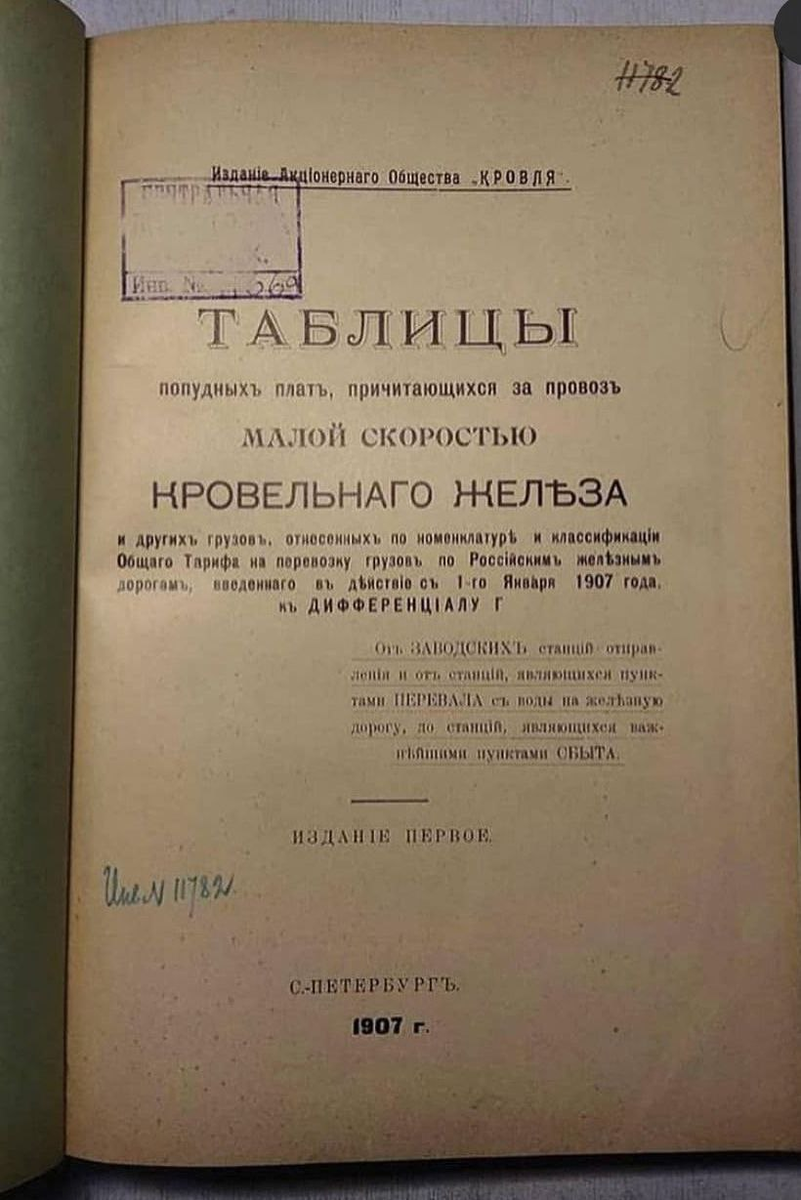 11782
Изданіе Акціонернаго Общества „КРОВЛЯ".
Инв. №
ТАБЛИЦЫ
попудныхъ платъ, причитающихся за провозъ
МАЛОЙ СКОРОСТЬЮ
КРОВЕЛЬНАГО ЖЕЛѢЗА
и другихъ грузовъ, отнесенныхъ по номенклатурѣ и классификаціи
Общаго Тарифа на перевозку грузовъ по Россійскимъ желѣзнымъ
дорогамъ, введеннаго въ дѣйствіе съ 1-го Января 1907 года,
къ ДИФФЕРЕНЦІАЛУ Г
Отъ ЗАВОДСКИХЪ станцій отправ-
ленія и отъ станцій, являющихся пунк-
тами ПЕРЕВАЛА съ воды на желѣзную
дорогу, до станцій, являющихся важ-
нѣйшими пунктами СБЫТА.
ИЗДАНІЕ ПЕРВОЕ.
Инв N 11782
С.-ПЕТЕРБУРГЪ.
1907 г.